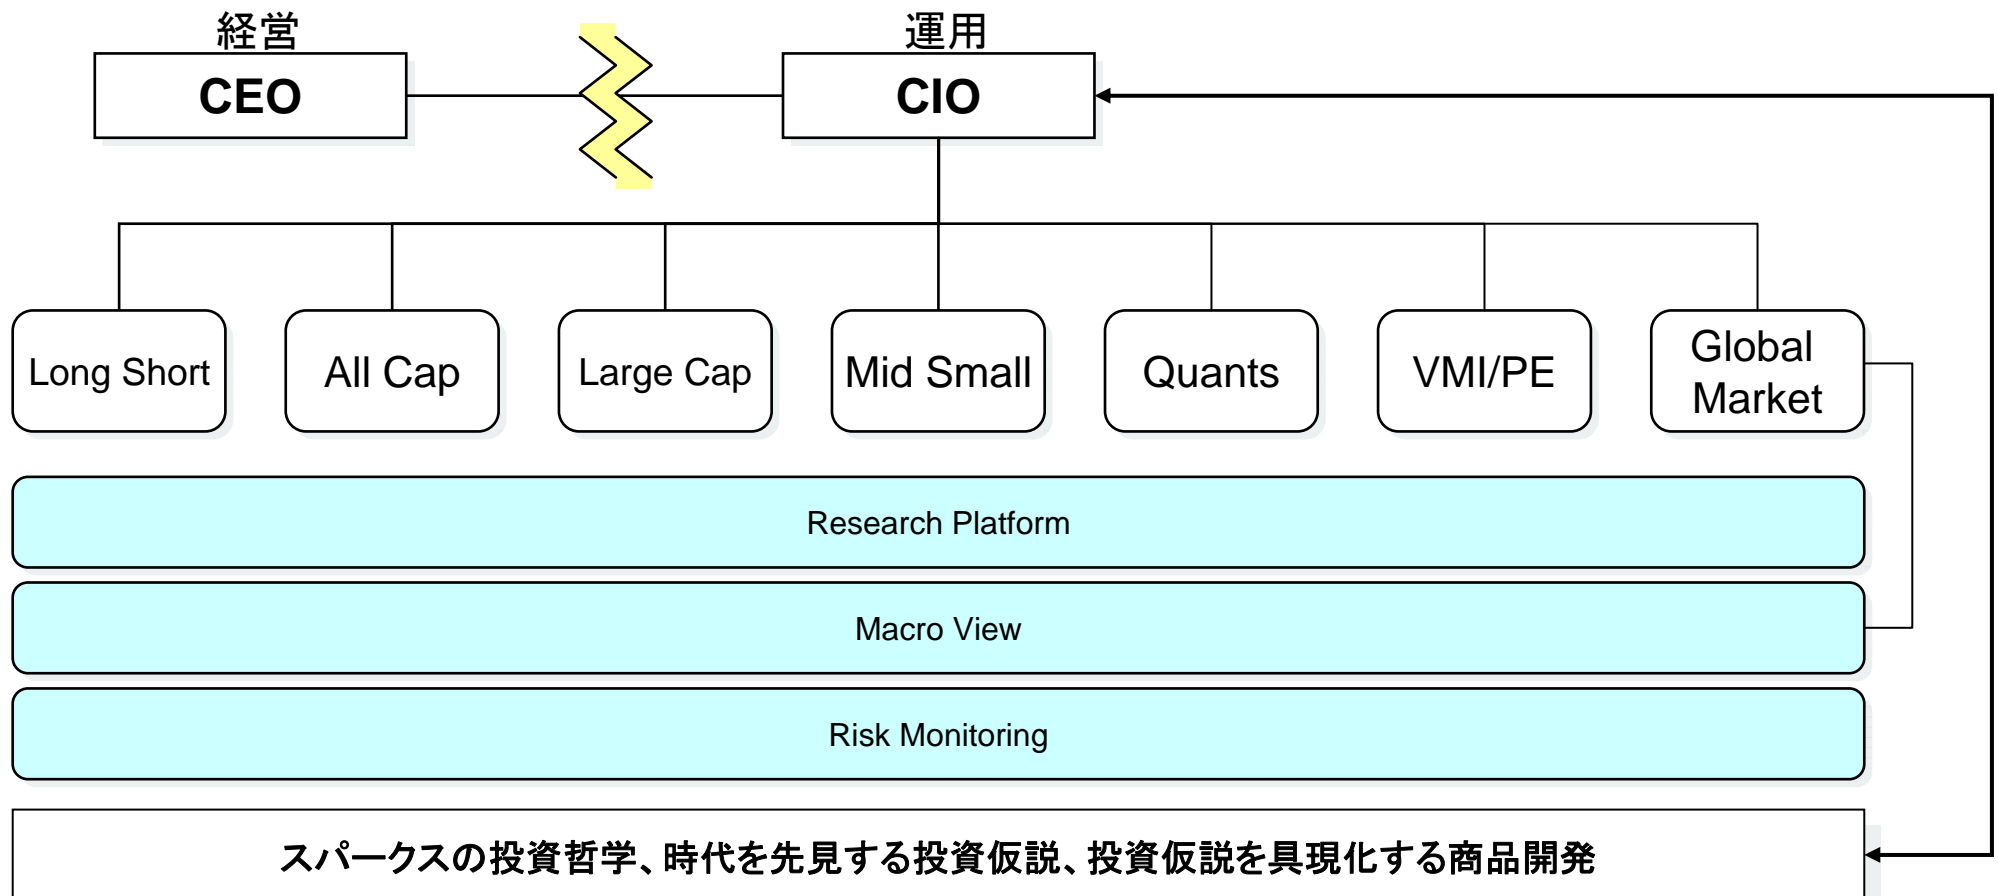 経営
運用
CEO
CIO
Long Short
All Cap
Large Cap
Mid Small
Quants
VMI/PE
Global
Market
Research Platform
Macro View
Risk Monitoring
スパークスの投資哲学、時代を先見する投資仮説、投資仮説を具現化する商品開発